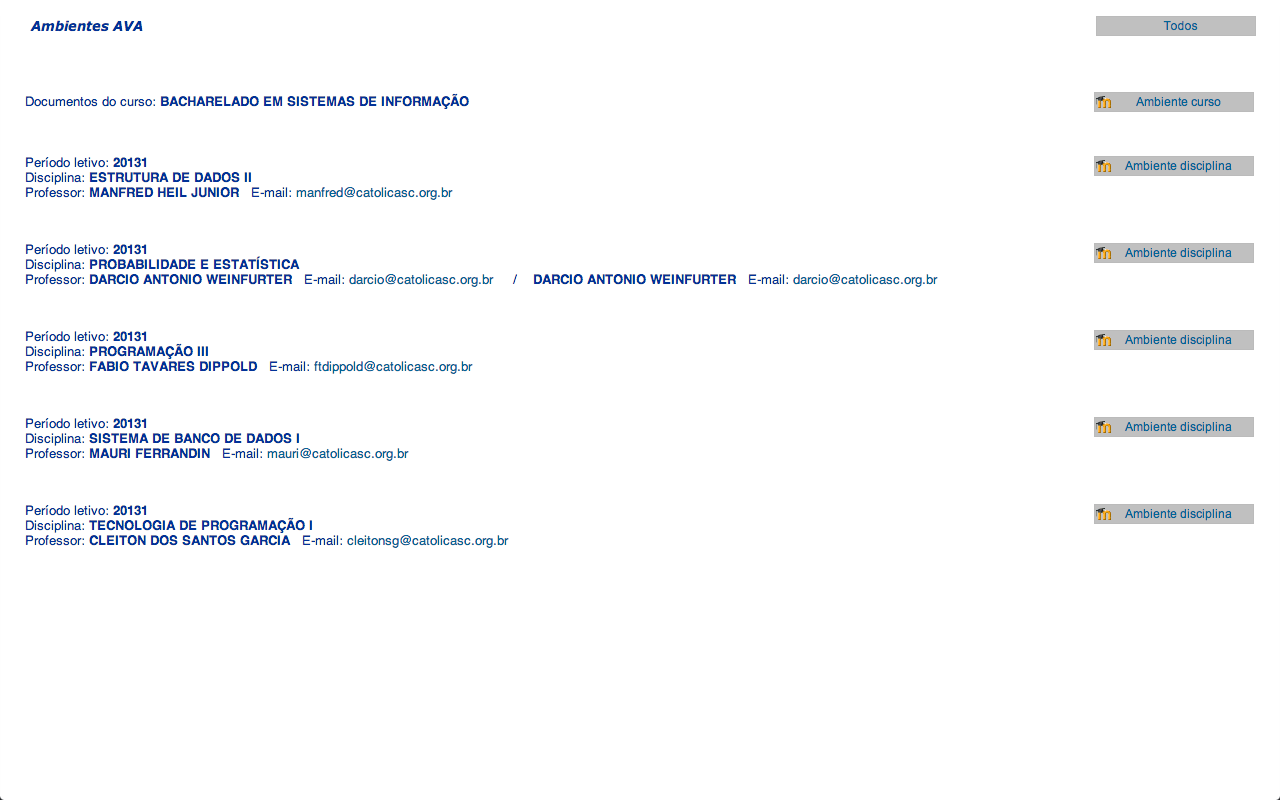 Ambientes AVA
Todos
Documentos do curso: BACHARELADO EM SISTEMAS DE INFORMAÇÃO
Ambiente curso
Período letivo: 20131
Ambiente disciplina
Disciplina: ESTRUTURA DE DADOS II
Professor: MANFRED HEIL JUNIOR E-mail: manfred@catolicasc.org.br
Período letivo: 20131
Ambiente disciplina
Disciplina: PROBABILIDADE E ESTATÍSTICA
Professor: DARCIO ANTONIO WEINFURTER E-mail: darcio@catolicasc.org.br / DARCIO ANTONIO WEINFURTER E-mail: darcio@catolicasc.org.br
Período letivo: 20131
Ambiente disciplina
Disciplina: PROGRAMAÇÃO III
Professor: FABIO TAVARES DIPPOLD E-mail: ftdippold@catolicasc.org.br
Período letivo: 20131
Ambiente disciplina
Disciplina: SISTEMA DE BANCO DE DADOS I
Professor: MAURI FERRANDIN E-mail: mauri@catolicasc.org.br
Período letivo: 20131
Ambiente disciplina
Disciplina: TECNOLOGIA DE PROGRAMAÇÃO I
Professor: CLEITON DOS SANTOS GARCIA E-mail: cleitonsg@catolicasc.org.br